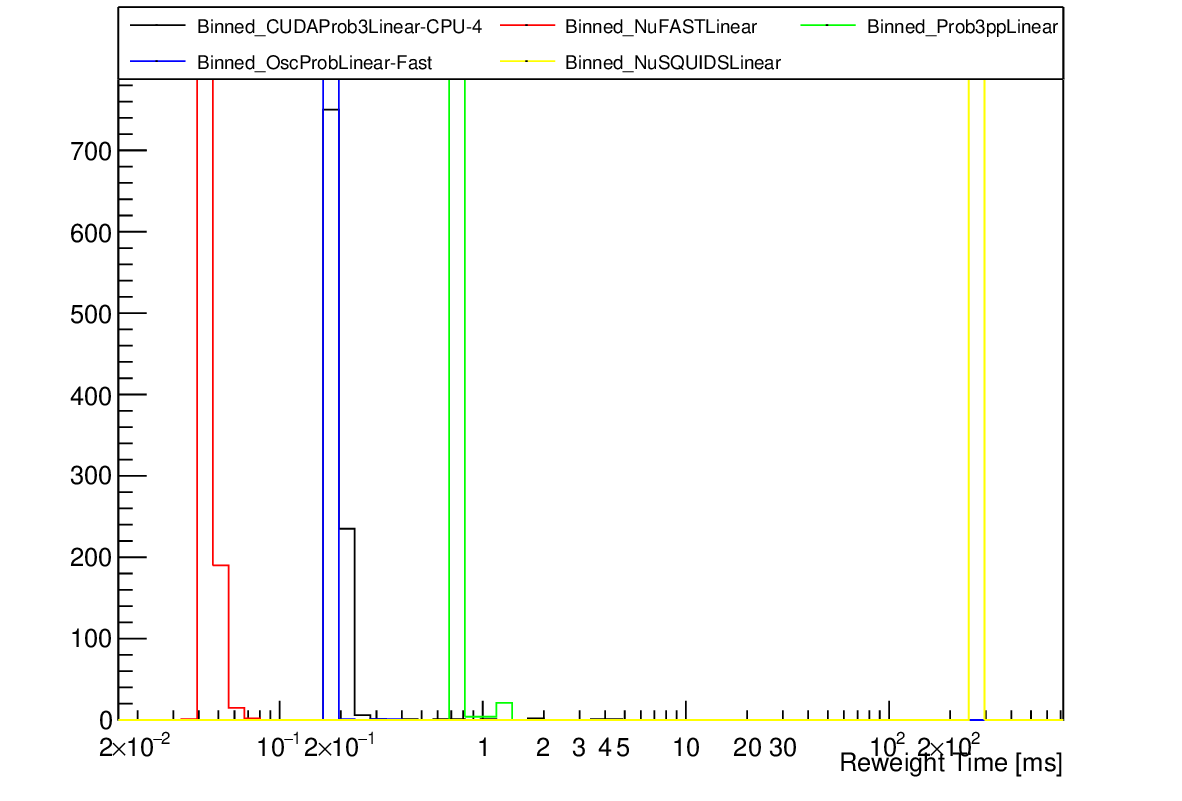 Binned_CUDAProb3Linear-CPU-4 Binned_NuFASTLinear Binned_Prob3ppLinear
Binned_OscProbLinear-Fast Binned_NuSQUIDSLinear
700
600
500
400
300
200
100
0
2×10⁻² 10⁻¹ 2×10⁻¹ 1 2 3 4 5 10 20 30 10² 2×10²
Reweight Time [ms]